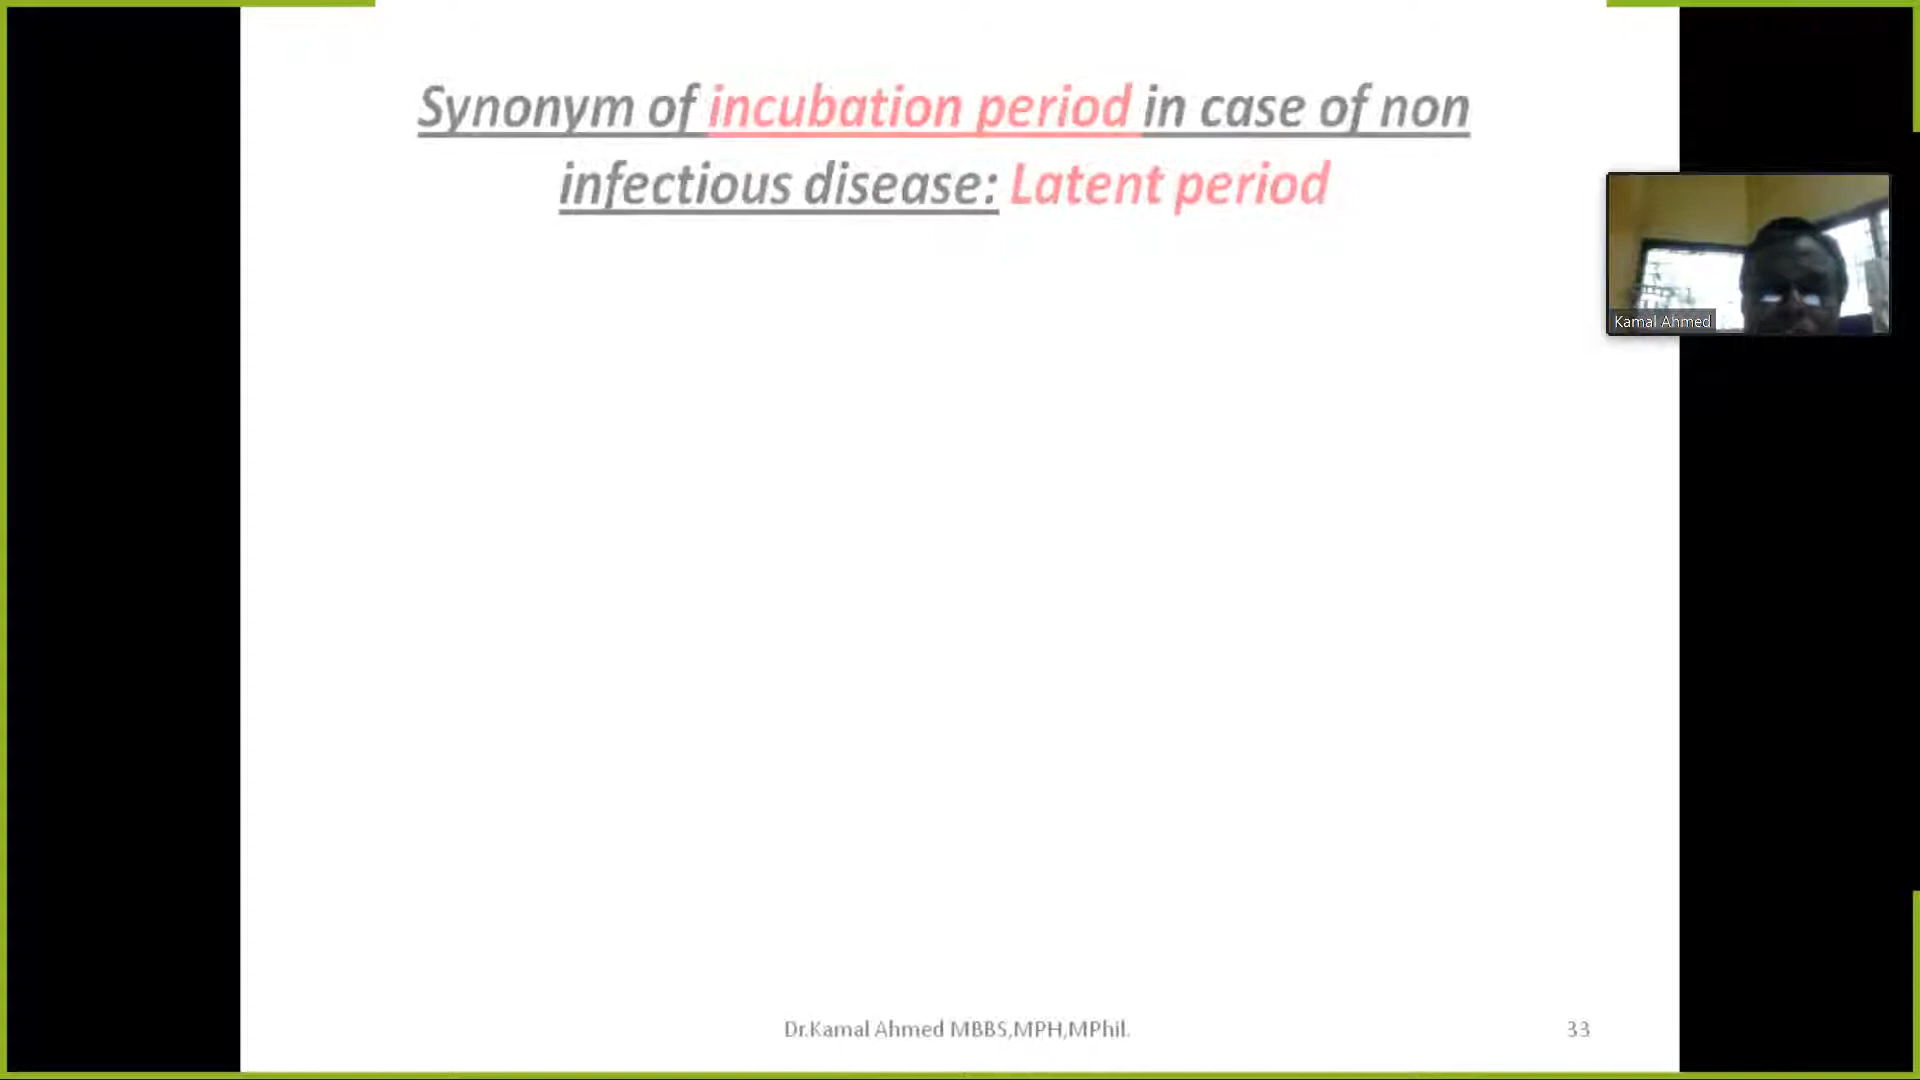 Synonym of incubation period in case of non
infectious disease: Latent period
Kamal Ahmed
Dr.Kamal Ahmed MBBS,MPH,MPhil.
33